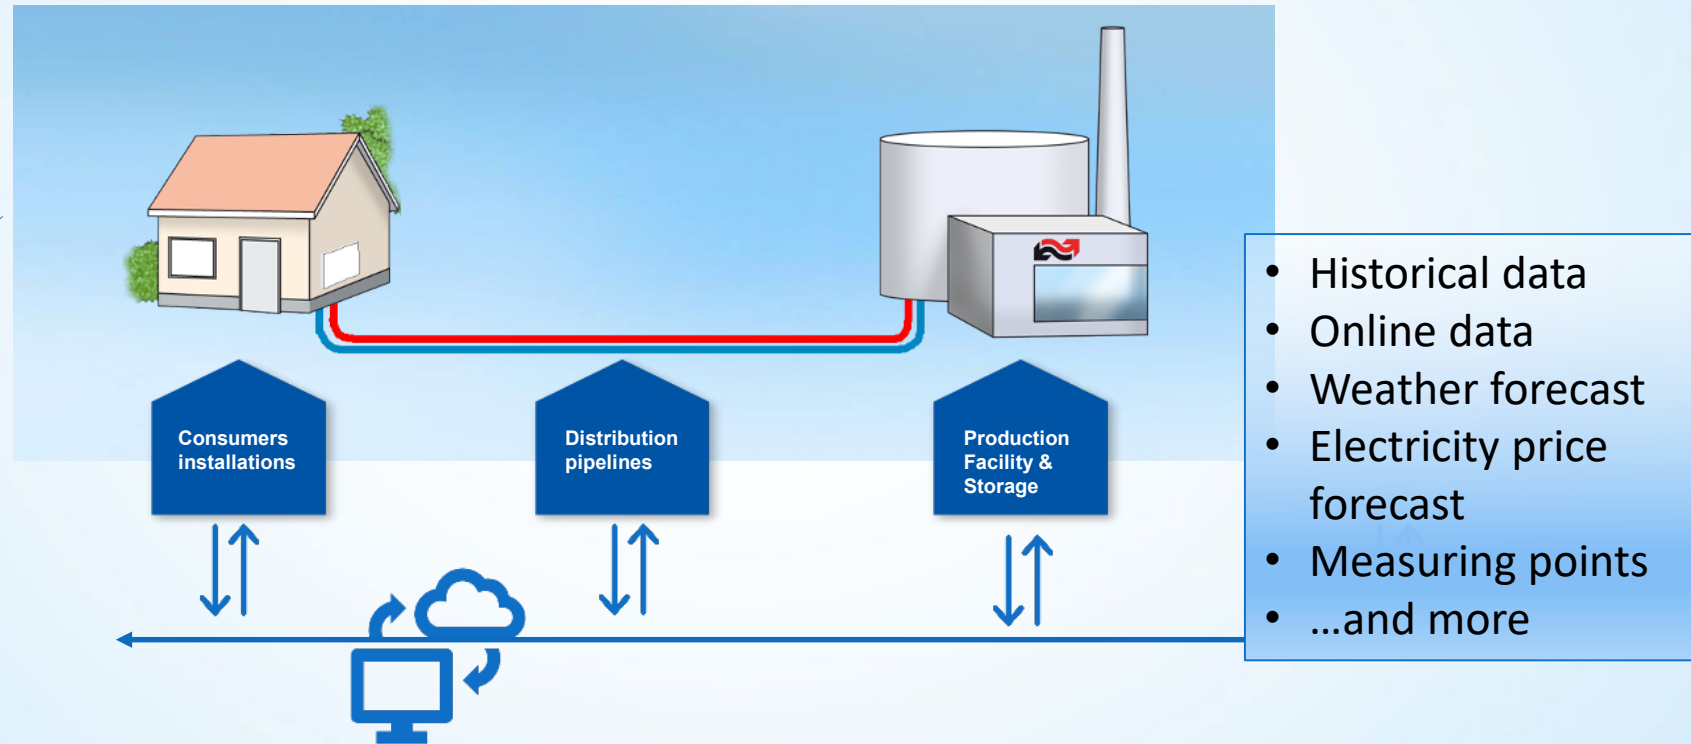 Consumers
installations
Distribution
pipelines
Production
Facility &
Storage
• Historical data
• Online data
• Weather forecast
• Electricity price
forecast
• Measuring points
• ...and more